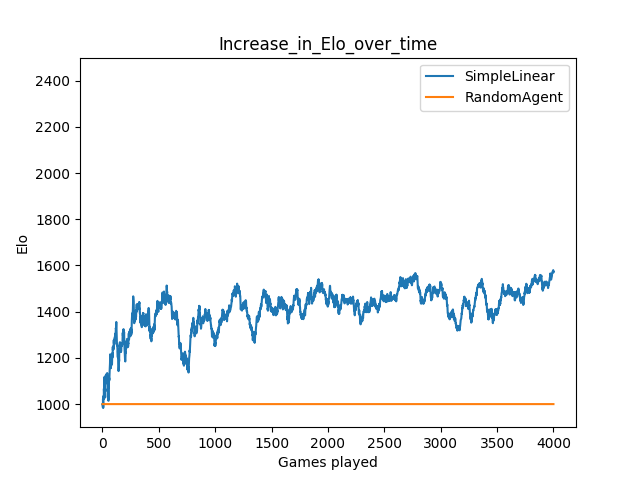 Increase_in_Elo_over_time
SimpleLinear
RandomAgent
2400
2200
2000
1800
1600
1400
1200
1000
Elo
0 500 1000 1500 2000 2500 3000 3500 4000
Games played